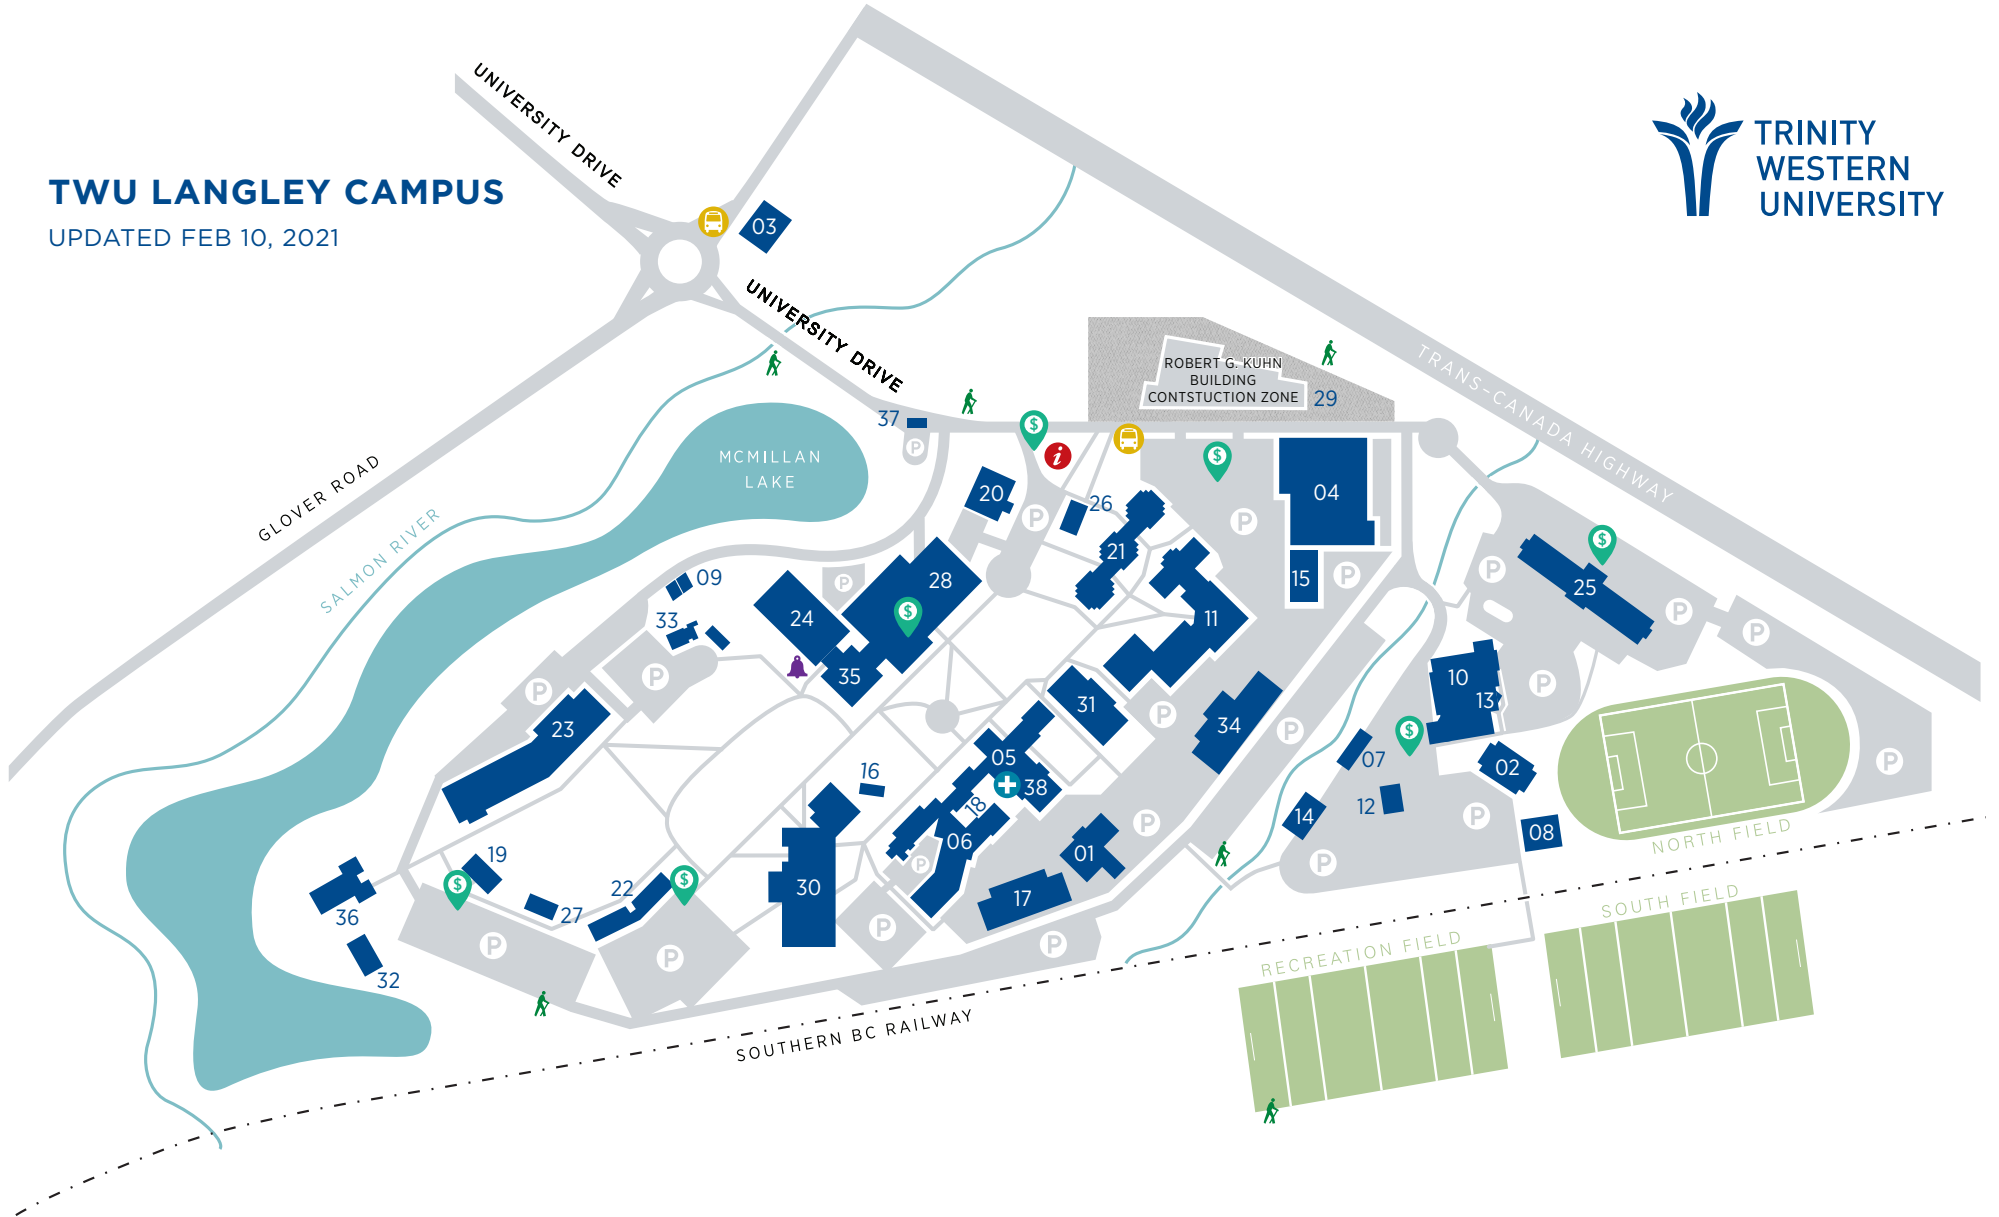 UNIVERSITY DRIVE
TWU LANGLEY CAMPUS
UPDATED FEB 10, 2021
TRINITY
WESTERN
UNIVERSITY
03
UNIVERSITY DRIVE
TRANS-CANADA HIGHWAY
ROBERT G. KUHN
BUILDING
CONTSTUCTION ZONE
29
37
P
$
i
$
MCMILLAN
LAKE
GLOVER ROAD
SALMON RIVER
20
26
P
P
04
21
15
P
P
25
$
P
P
09
33
24
P
28
$
35
11
P
P
23
31
P
34
P
10
13
P
$
07
02
P
12
14
P
08
P
NORTH FIELD
16
05
38
18
06
P
01
P
17
30
P
P
19
$
22
$
27
36
32
P
P
SOUTH FIELD
RECREATION FIELD
SOUTHERN BC RAILWAY